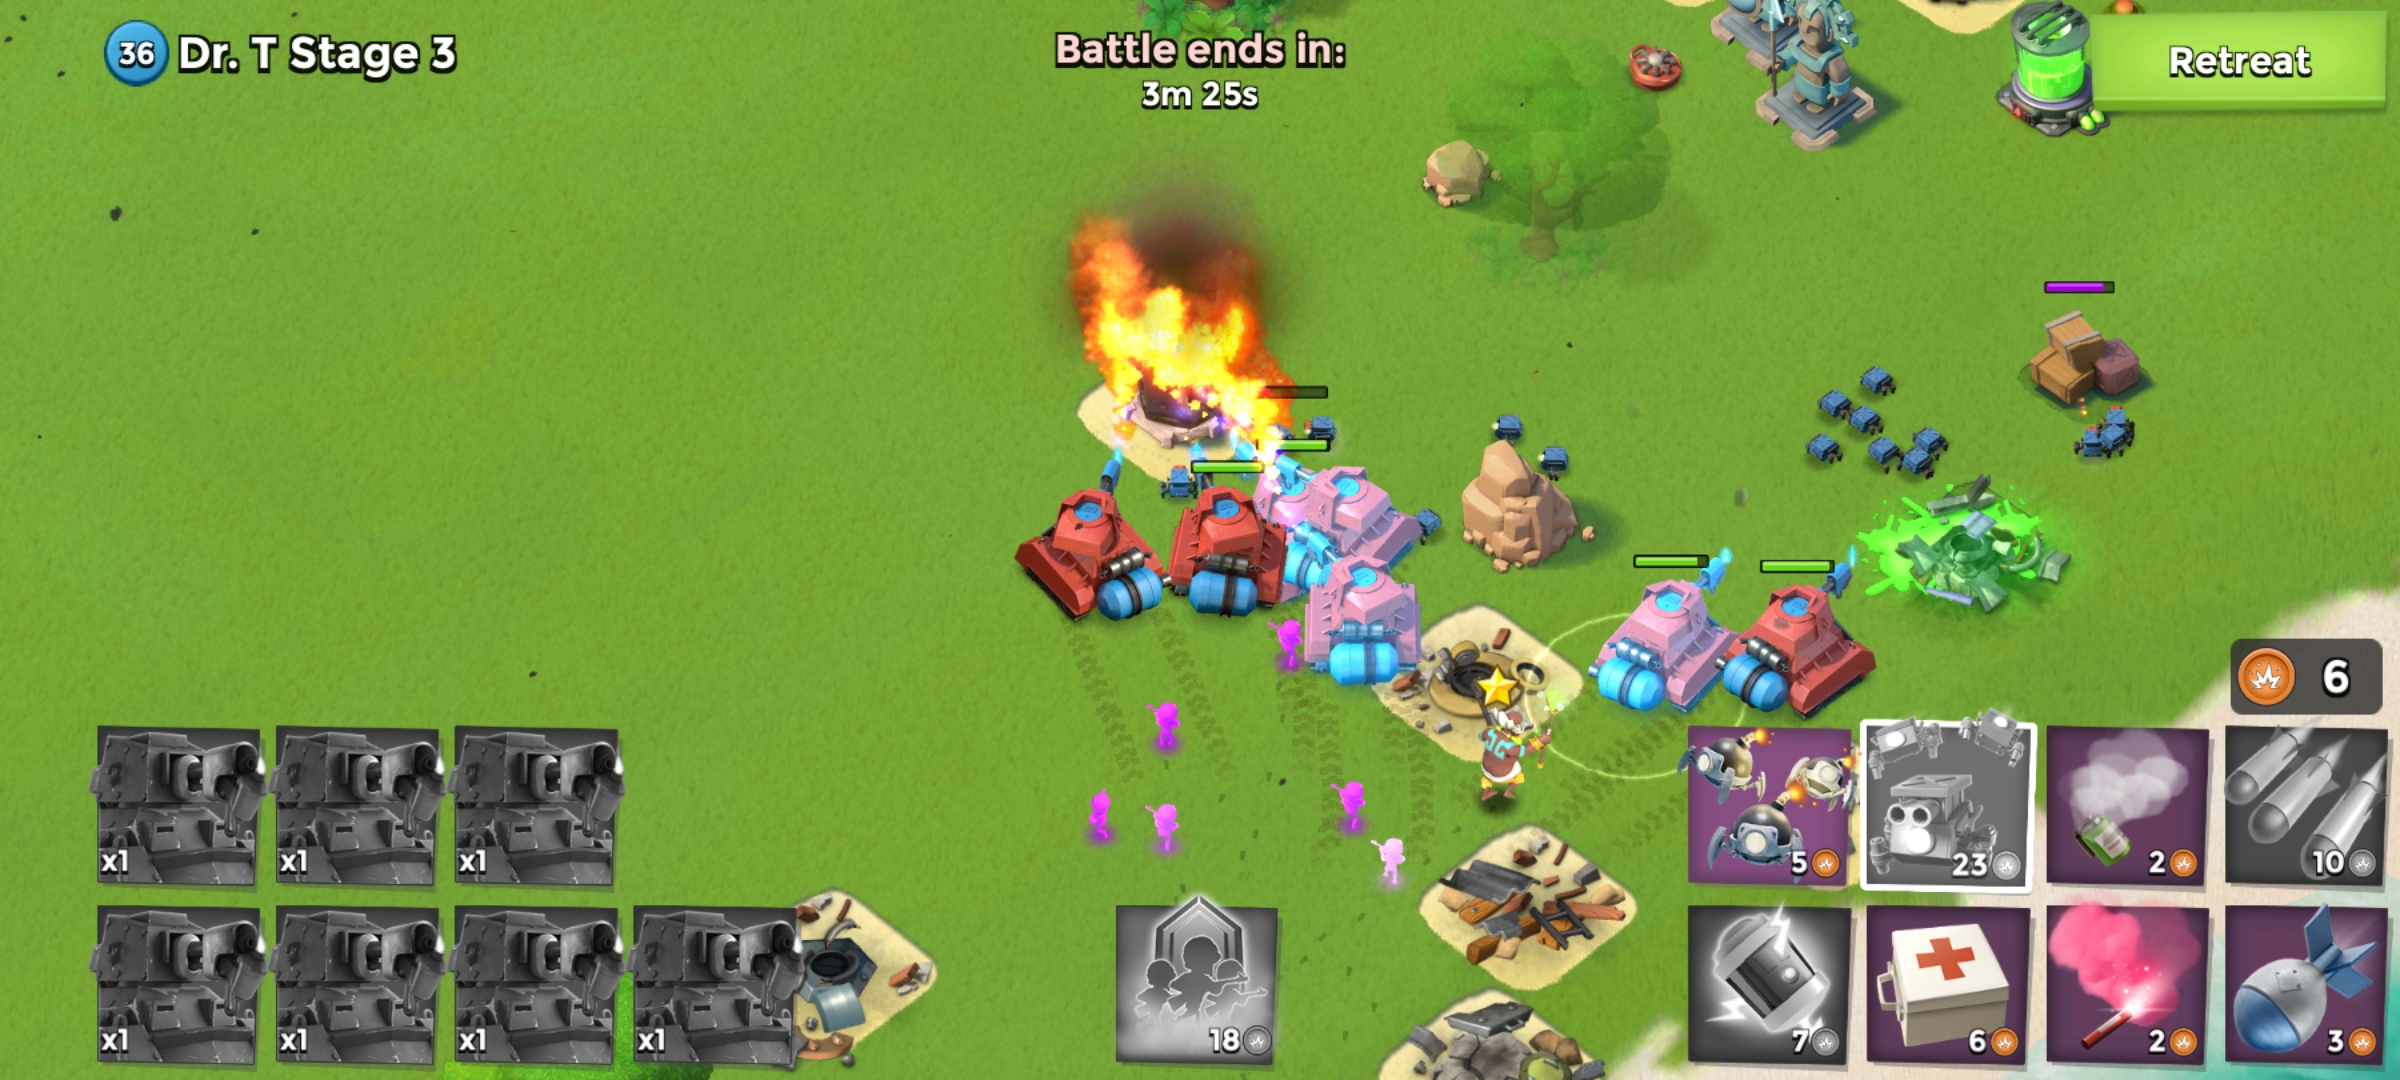 36 Dr. T Stage 3
Battle ends in:
3m 25s
Retreat
6
x1 x1 x1
5 23 2 10
x1 x1 x1 x1
18
7 6 2 3